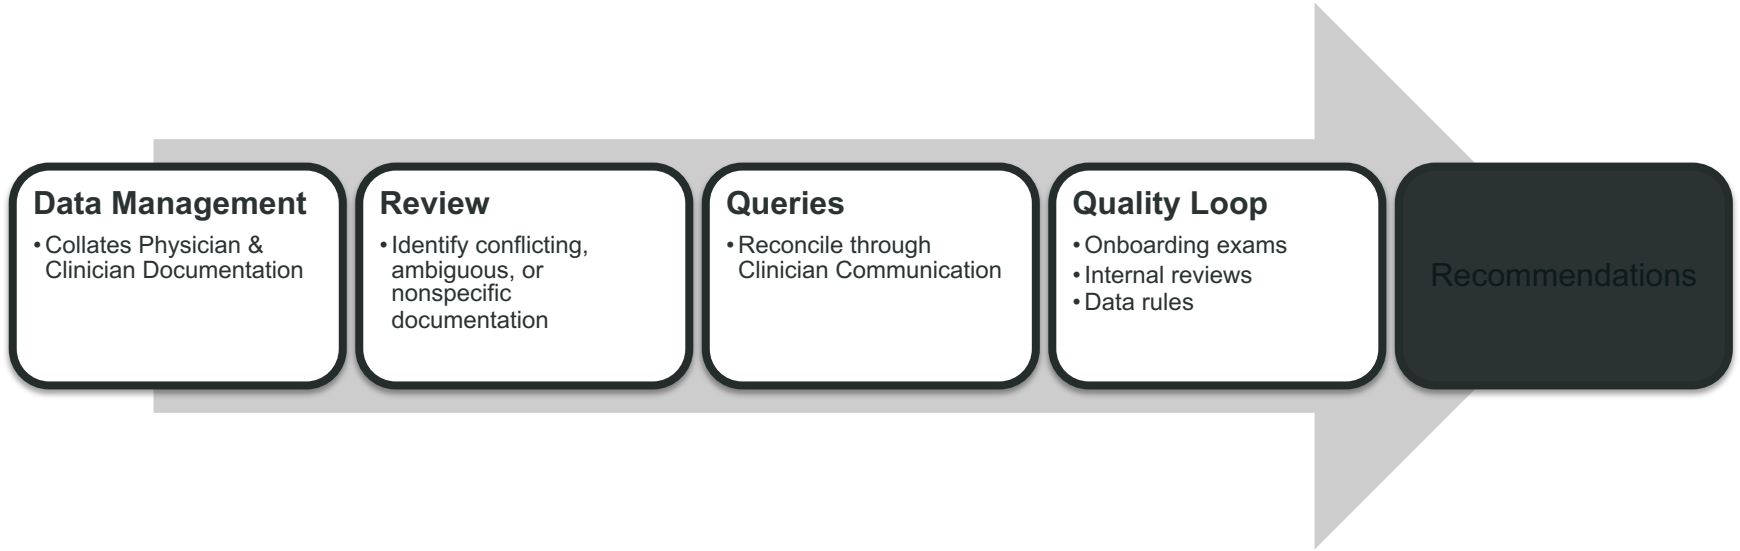 Data Management
• Collates Physician &
Clinician Documentation
Review
• Identify conflicting,
ambiguous, or
nonspecific
documentation
Queries
• Reconcile through
Clinician Communication
Quality Loop
• Onboarding exams
• Internal reviews
• Data rules
Recommendations